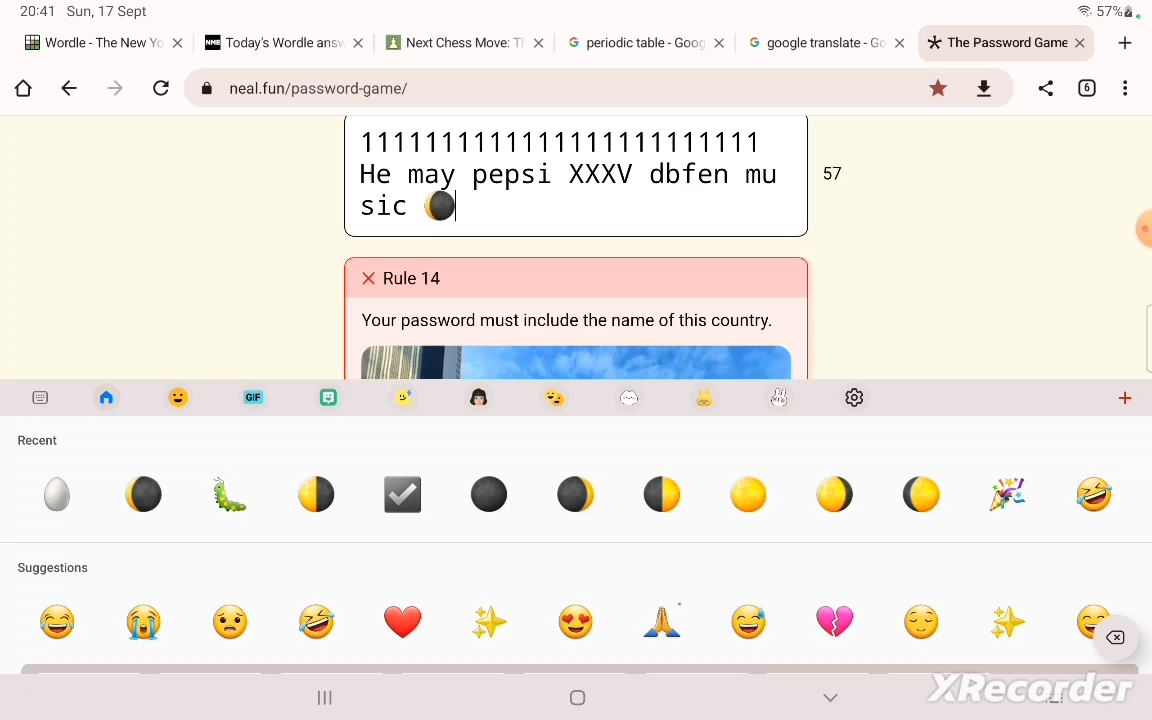 20:41 Sun, 17 Sept 57%
Wordle - The New Yo
NME Today's Wordle answ
Next Chess Move: Th
G periodic table - Goog
G google translate - Go
The Password Game
neal.fun/password-game/ 6
1111111111111111111111111
He may pepsi XXXV dbfen mu
sic 🌘
57
Rule 14
Your password must include the name of this country.
GIF
Recent
Suggestions
XRecorder